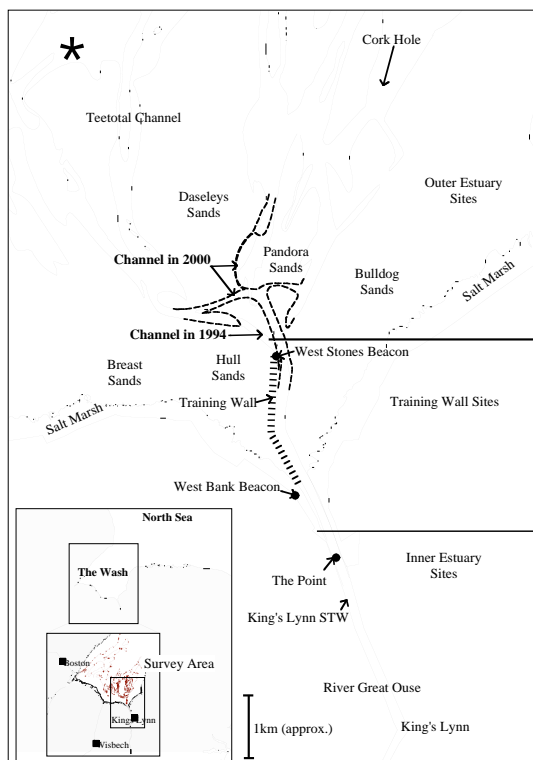 *
Cork Hole
Teetotal Channel
Daseleys
Sands
Outer Estuary
Sites
Channel in 2000
Pandora
Sands
Bulldog
Sands
Salt Marsh
Channel in 1994
West Stones Beacon
Breast
Sands
Hull
Sands
Training Wall
Training Wall Sites
Salt Marsh
West Bank Beacon
North Sea
The Wash
The Point
Inner Estuary
Sites
King's Lynn STW
Boston
Survey Area
King's Lynn
Wisbech
River Great Ouse
1km (approx.)
King's Lynn